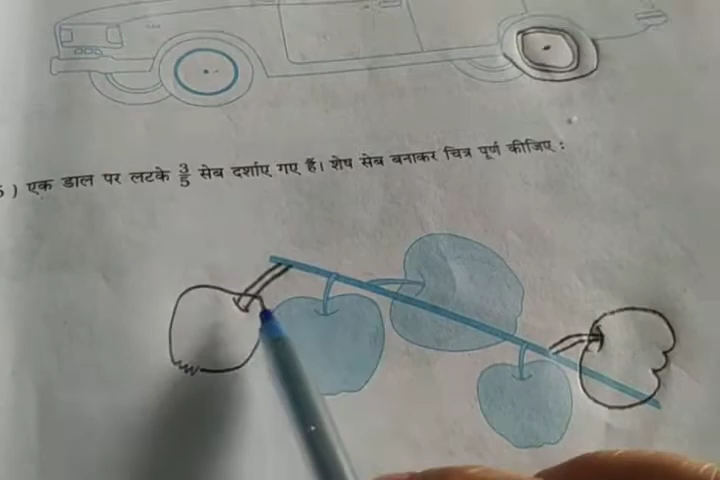 ) एक डाल पर लटके 3/5 सेब दर्शाए गए हैं। शेष सेब बनाकर चित्र पूर्ण कीजिए :